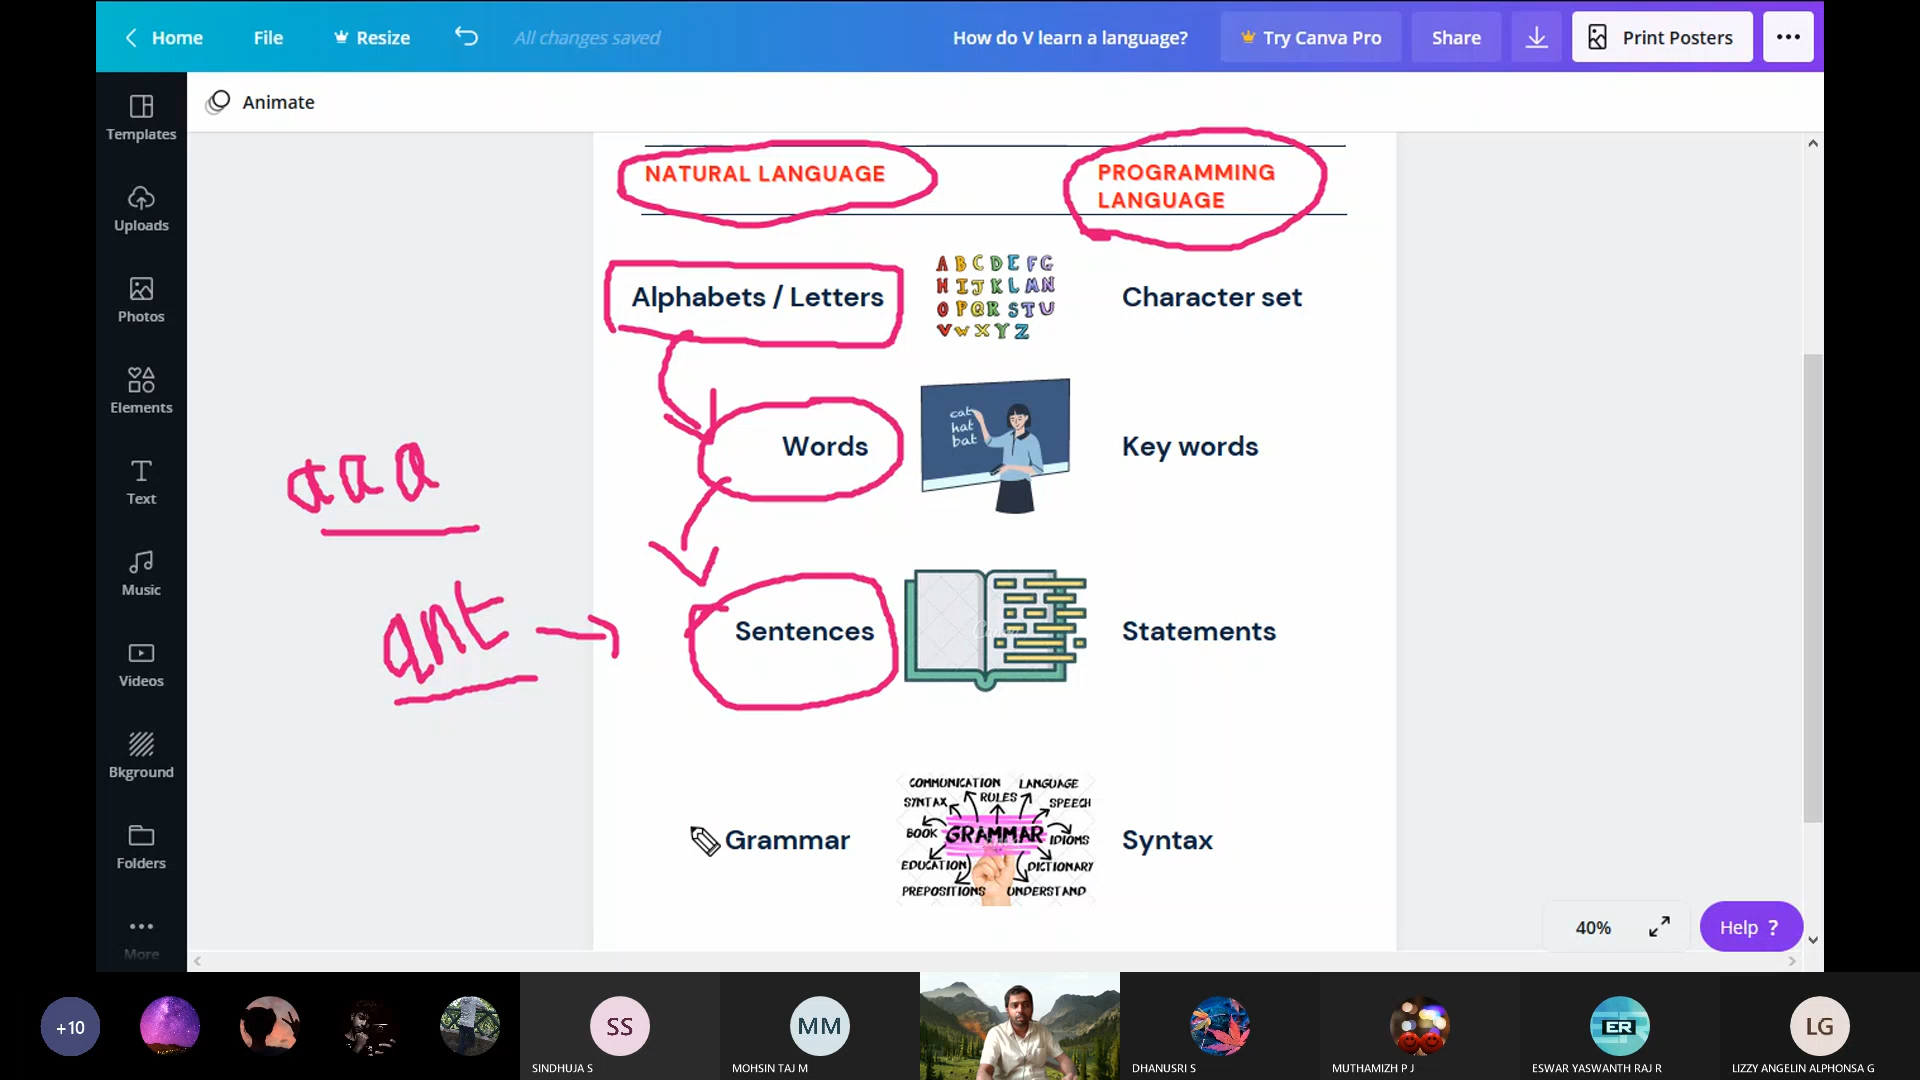 Home File Resize All changes saved How do V learn a language? Try Canva Pro Share Print Posters
Animate
Templates
Uploads
Photos
Elements
Text
Music
Videos
Bkground
Folders
More
NATURAL LANGUAGE
PROGRAMMING
LANGUAGE
Alphabets / Letters
A B C D E F G
H I J K L M N
O P Q R S T U
V W X Y Z
Character set
Words
cat
hat
bat
Key words
aaa
ant
Sentences
Statements
Grammar
COMMUNICATION LANGUAGE
SYNTAX RULES SPEECH
BOOK GRAMMAR IDIOMS
EDUCATION DICTIONARY
PREPOSITIONS UNDERSTAND
Syntax
40%
Help ?
+10
SS
SINDHUJA S
MM
MOHSIN TAJ M
DHANUSRI S
MUTHAMIZH P J
ER
ESWAR YASWANTH RAJ R
LG
LIZZY ANGELIN ALPHONSA G